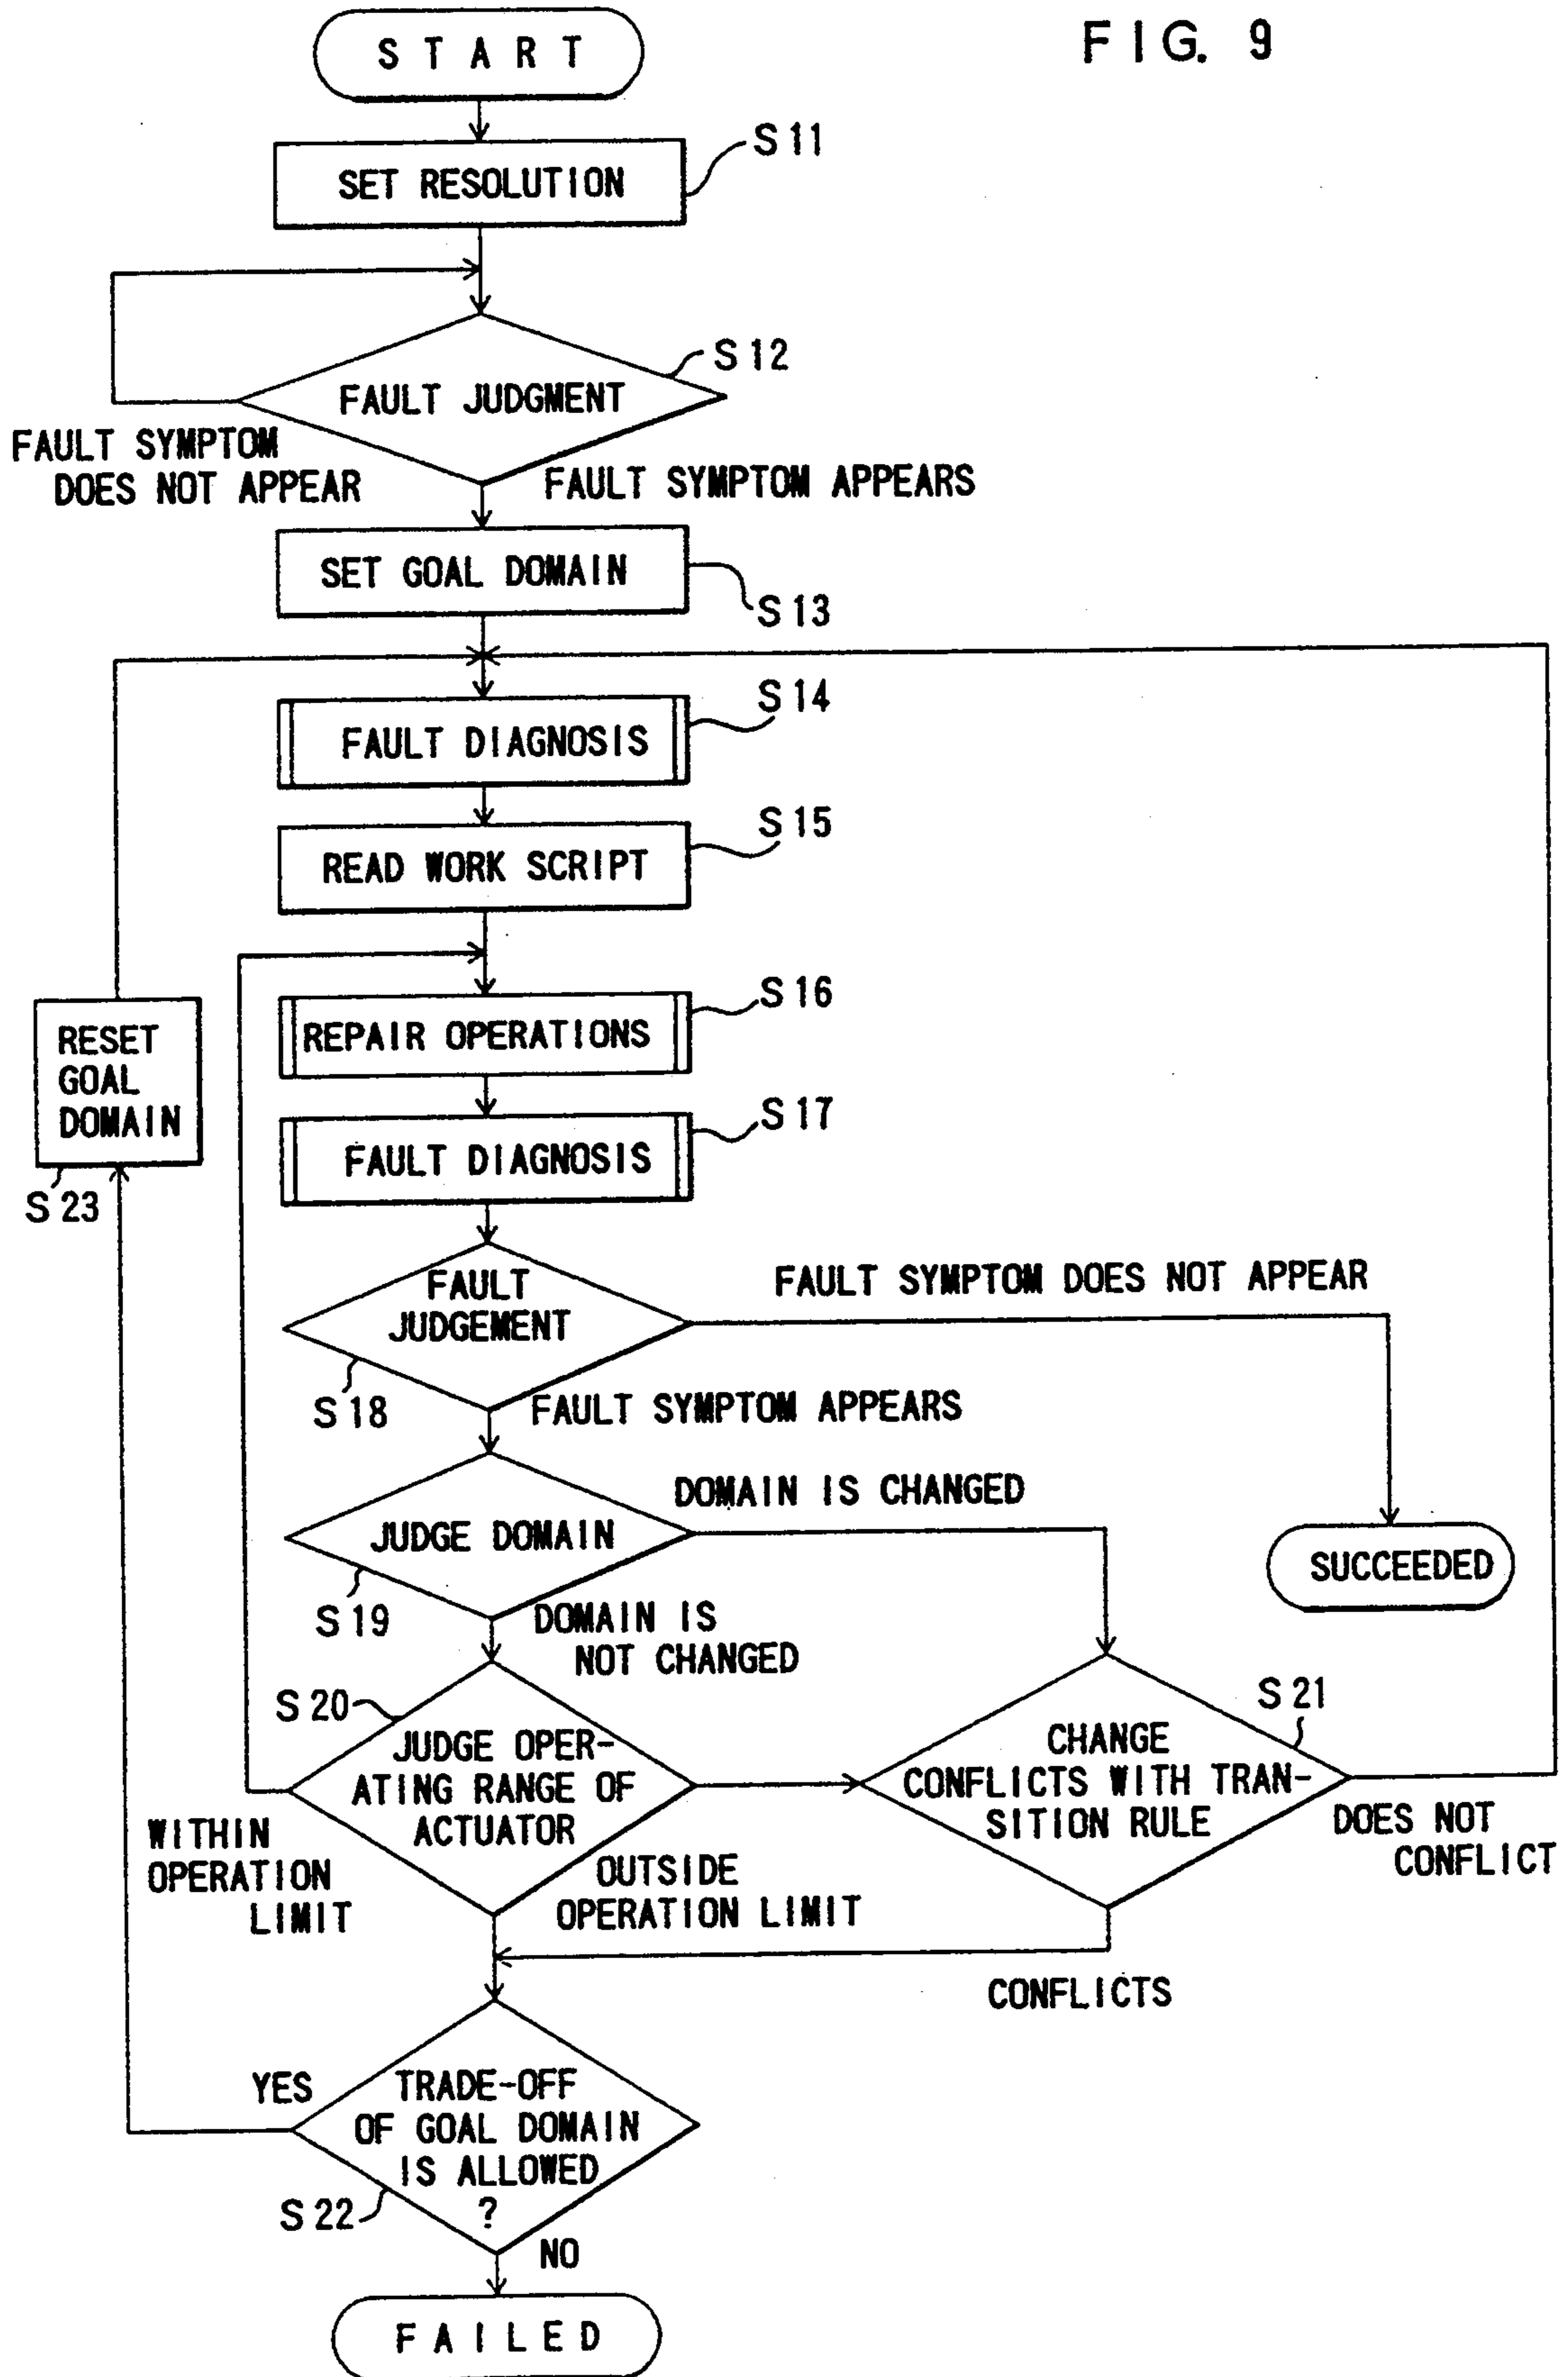 FIG. 9
START
S11
SET RESOLUTION
S12
FAULT JUDGMENT
FAULT SYMPTOM
DOES NOT APPEAR
FAULT SYMPTOM APPEARS
SET GOAL DOMAIN
S13
S14
FAULT DIAGNOSIS
S15
READ WORK SCRIPT
S16
REPAIR OPERATIONS
RESET
GOAL
DOMAIN
S23
S17
FAULT DIAGNOSIS
FAULT
JUDGEMENT
FAULT SYMPTOM DOES NOT APPEAR
S18
FAULT SYMPTOM APPEARS
DOMAIN IS CHANGED
JUDGE DOMAIN
SUCCEEDED
S19
DOMAIN IS
NOT CHANGED
S20
JUDGE OPER-
ATING RANGE OF
ACTUATOR
S21
CHANGE
CONFLICTS WITH TRAN-
SITION RULE
WITHIN
OPERATION
LIMIT
OUTSIDE
OPERATION LIMIT
DOES NOT
CONFLICT
CONFLICTS
YES
TRADE-OFF
OF GOAL DOMAIN
IS ALLOWED
?
S22
NO
FAILED